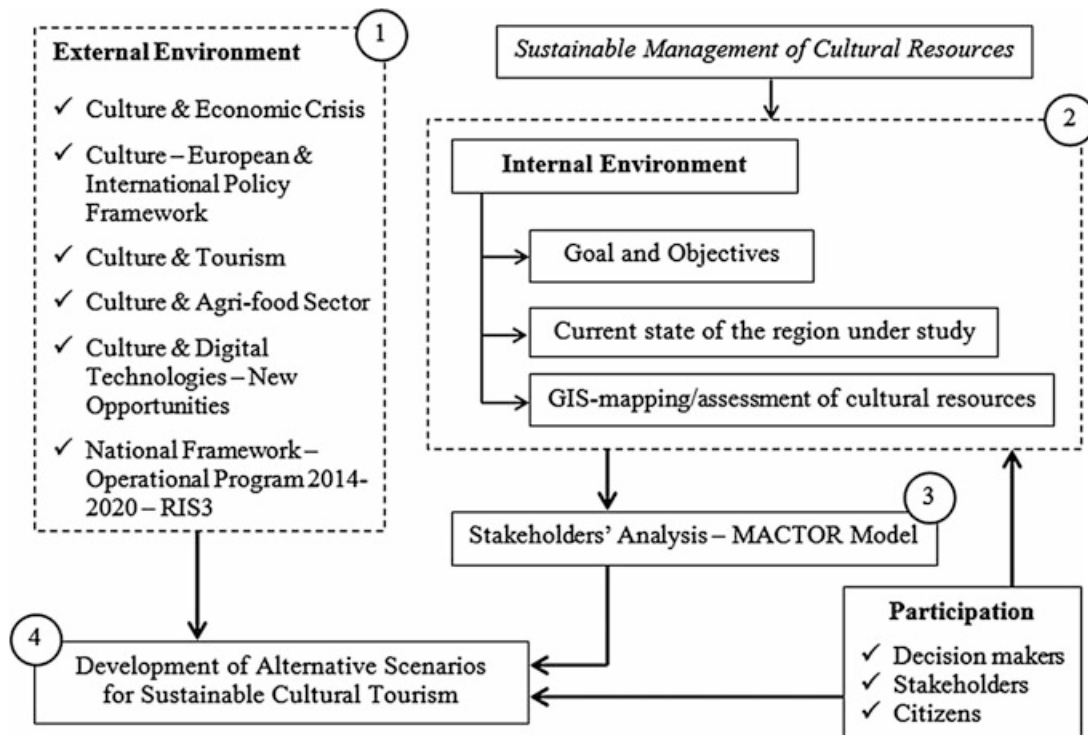 1
External Environment
✓ Culture & Economic Crisis
✓ Culture – European &
International Policy
Framework
✓ Culture & Tourism
✓ Culture & Agri-food Sector
✓ Culture & Digital
Technologies – New
Opportunities
✓ National Framework –
Operational Program 2014-
2020 – RIS3
Sustainable Management of Cultural Resources
2
Internal Environment
Goal and Objectives
Current state of the region under study
GIS-mapping/assessment of cultural resources
3
Stakeholders' Analysis – MACTOR Model
4
Development of Alternative Scenarios
for Sustainable Cultural Tourism
Participation
✓ Decision makers
✓ Stakeholders
✓ Citizens